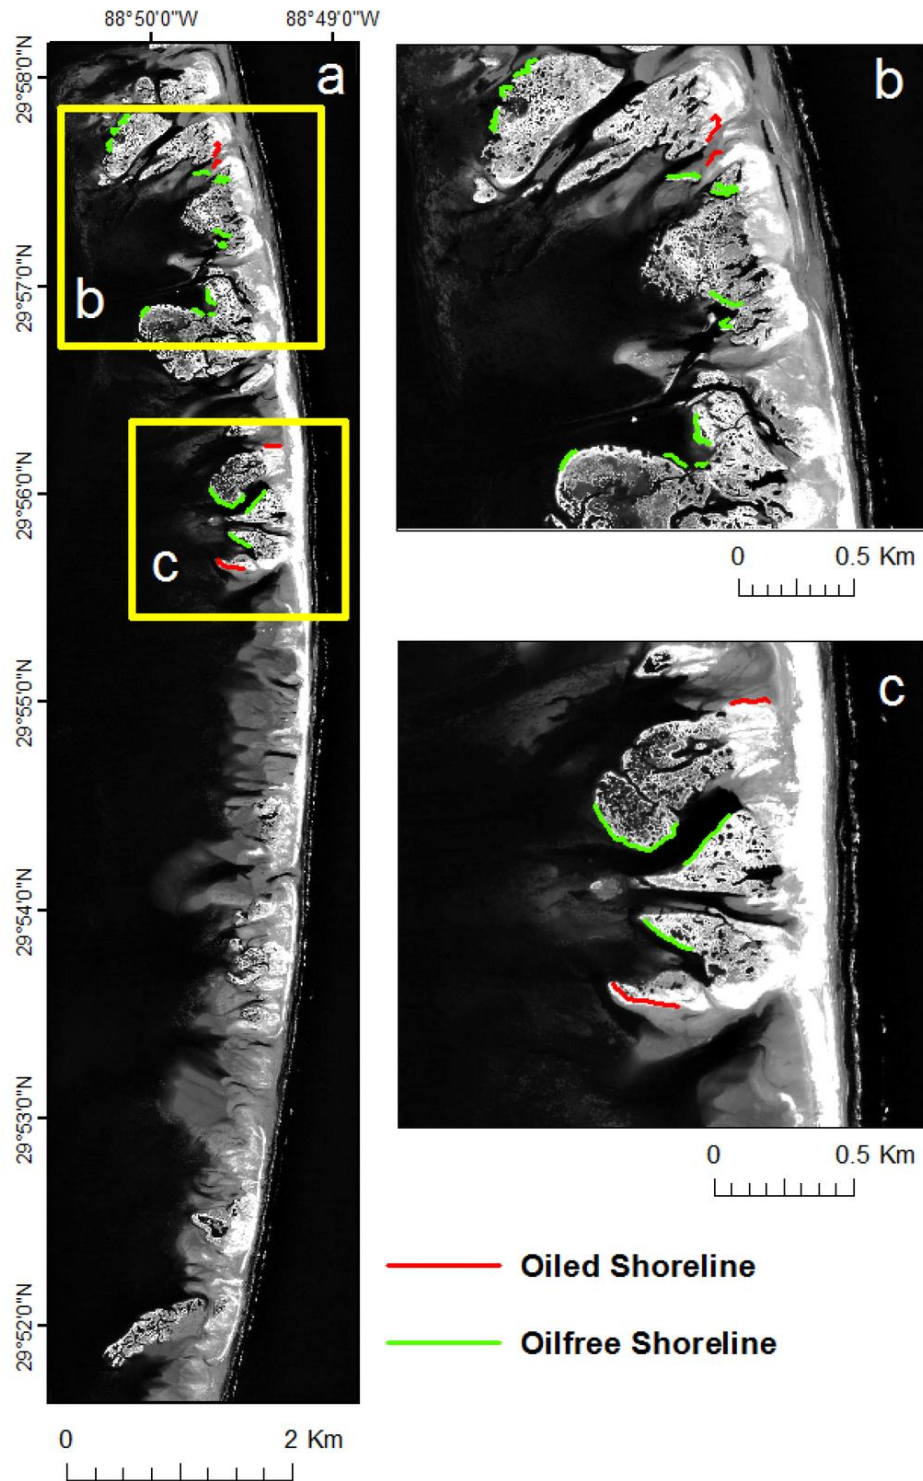 88°50'0"W 88°49'0"W
29°58'0"N
29°57'0"N
29°56'0"N
29°55'0"N
29°54'0"N
29°53'0"N
29°52'0"N
a
b
c
0 2 Km
b
0 0.5 Km
c
0 0.5 Km
Oiled Shoreline
Oilfree Shoreline